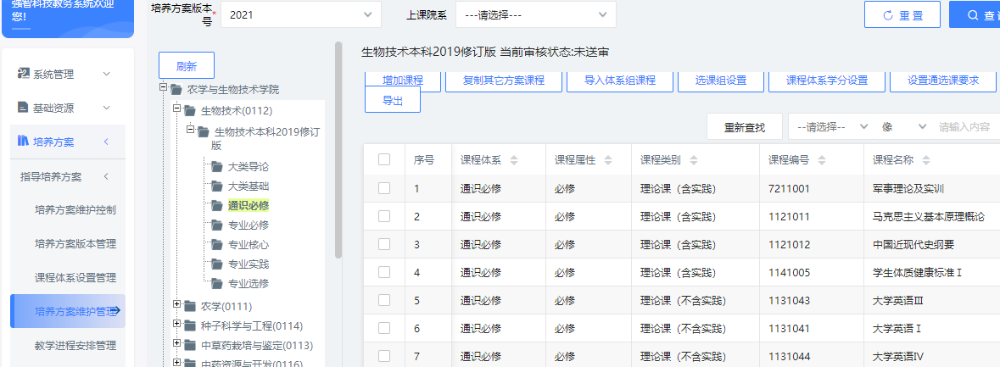 强智科技教务系统欢迎
您!
系统管理
基础资源
培养方案
指导培养方案
培养方案维护控制
培养方案版本管理
课程体系设置管理
培养方案维护管理
教学进程安排管理
培养方案版本号* 2021 上课院系 ---请选择--- 重 置 查
刷新
农学与生物技术学院
生物技术(0112)
生物技术本科2019修订
版
大类导论
大类基础
通识必修
专业必修
专业核心
专业实践
专业选修
农学(0111)
种子科学与工程(0114)
中草药栽培与鉴定(0113)
中药资源与开发(0116)
生物技术本科2019修订版 当前审核状态:未送审
增加课程 复制其它方案课程 导入体系组课程 选课组设置 课程体系学分设置 设置通选课要求
导出
重新查找 --请选择-- 像 请输入内容
序号 课程体系 课程属性 课程类别 课程编号 课程名称
1 通识必修 必修 理论课（含实践） 7211001 军事理论及实训
2 通识必修 必修 理论课（含实践） 1121011 马克思主义基本原理概论
3 通识必修 必修 理论课（含实践） 1121012 中国近现代史纲要
4 通识必修 必修 理论课（含实践） 1141005 学生体质健康标准Ⅰ
5 通识必修 必修 理论课（不含实践） 1131043 大学英语Ⅲ
6 通识必修 必修 理论课（不含实践） 1131041 大学英语Ⅰ
7 通识必修 必修 理论课（不含实践） 1131044 大学英语Ⅳ